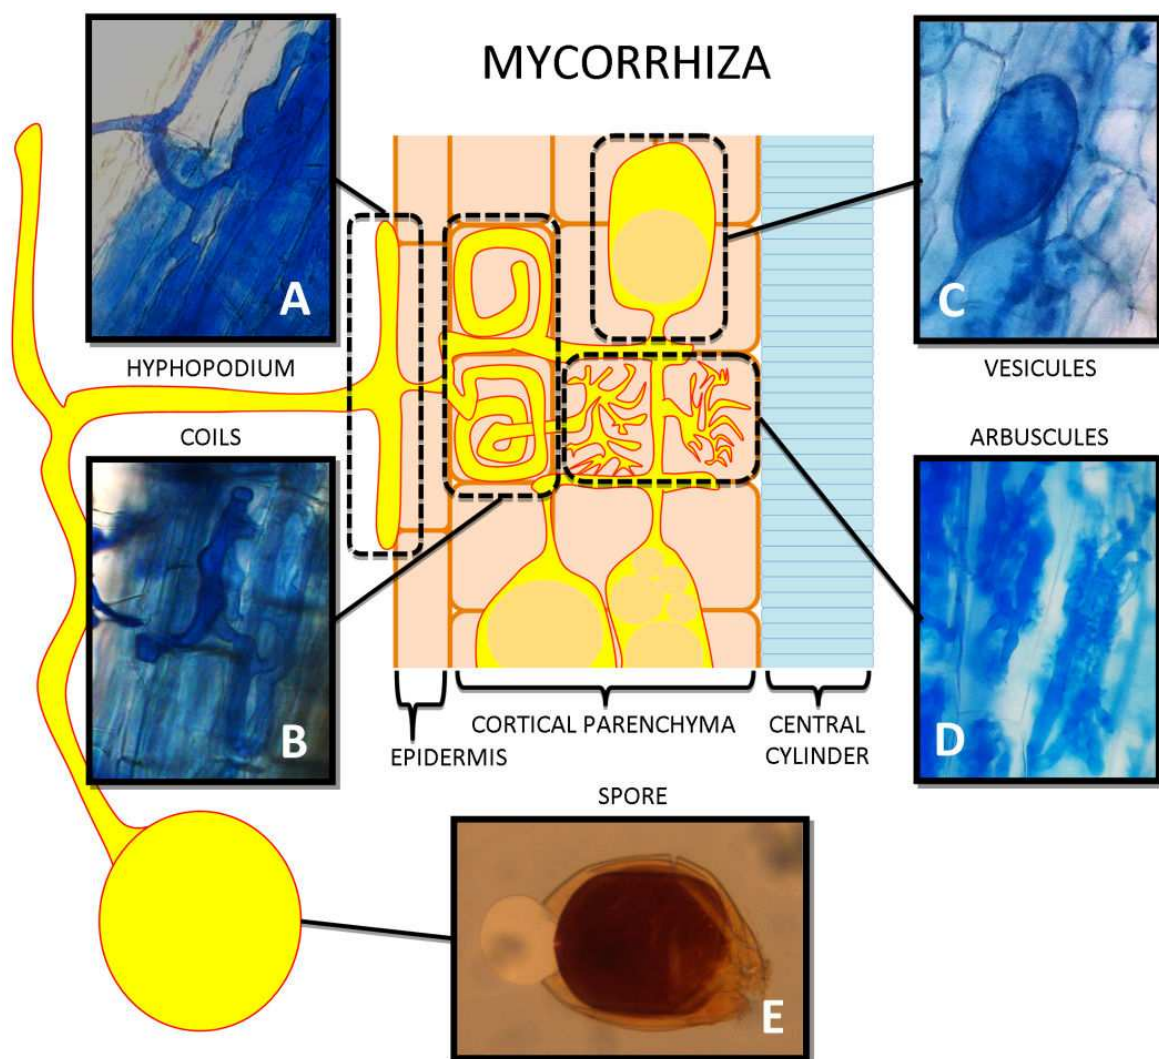 MYCORRHIZA
A
HYPHOPODIUM
C
VESICULES
COILS
B
ARBUSCULES
D
EPIDERMIS
CORTICAL PARENCHYMA
CENTRAL
CYLINDER
SPORE
E